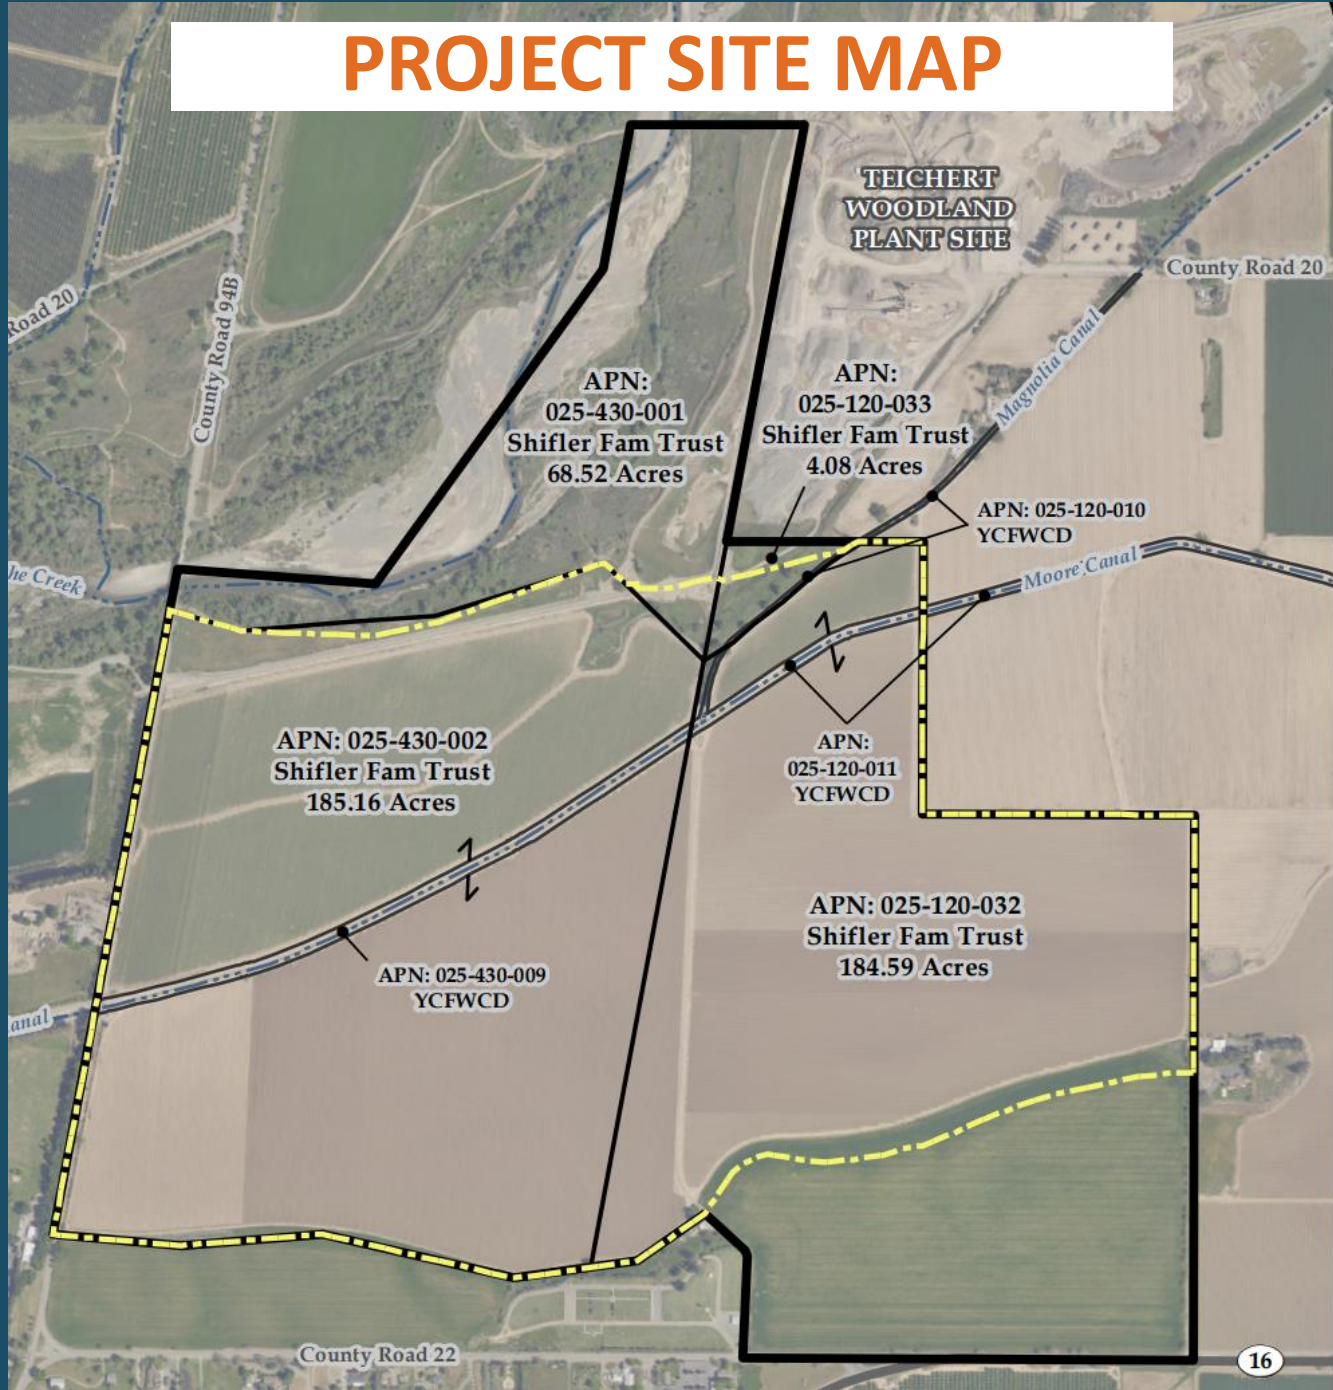 PROJECT SITE MAP
TEICHERT
WOODLAND
PLANT SITE
County Road 20
Road 20
County Road 94B
Magnolia Canal
APN:
025-430-001
Shifler Fam Trust
68.52 Acres
APN:
025-120-033
Shifler Fam Trust
4.08 Acres
APN: 025-120-010
YCFWCD
Moore Canal
he Creek
APN: 025-430-002
Shifler Fam Trust
185.16 Acres
APN:
025-120-011
YCFWCD
APN: 025-120-032
Shifler Fam Trust
184.59 Acres
APN: 025-430-009
YCFWCD
anal
County Road 22
16